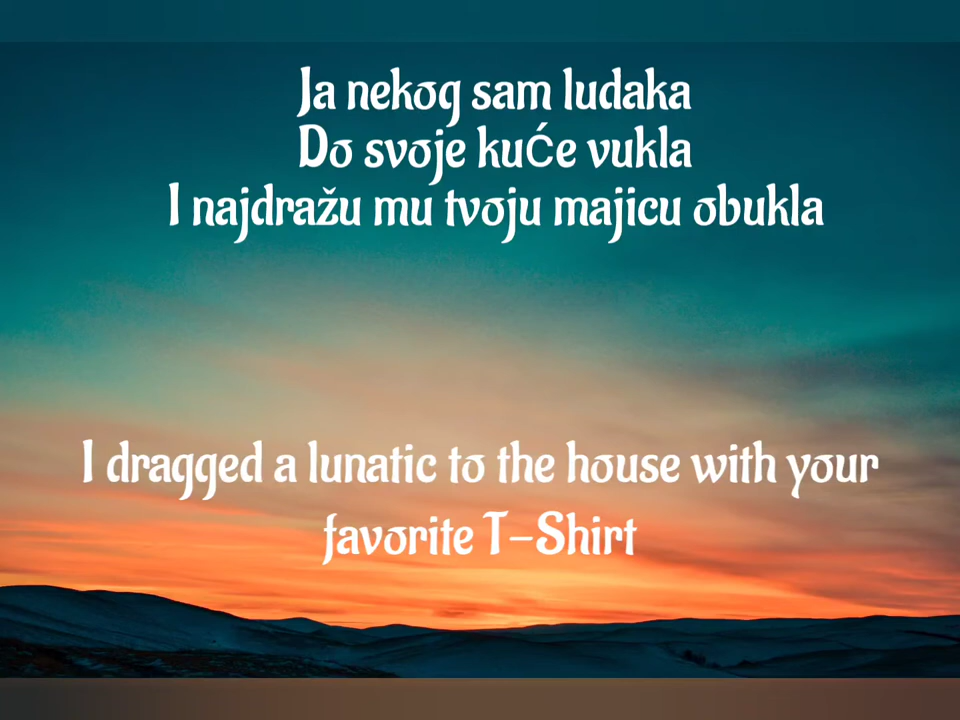 Ja nekog sam ludaka
Do svoje kuće vukla
I najdražu mu tvoju majicu obukla
I dragged a lunatic to the house with your
favorite T-Shirt